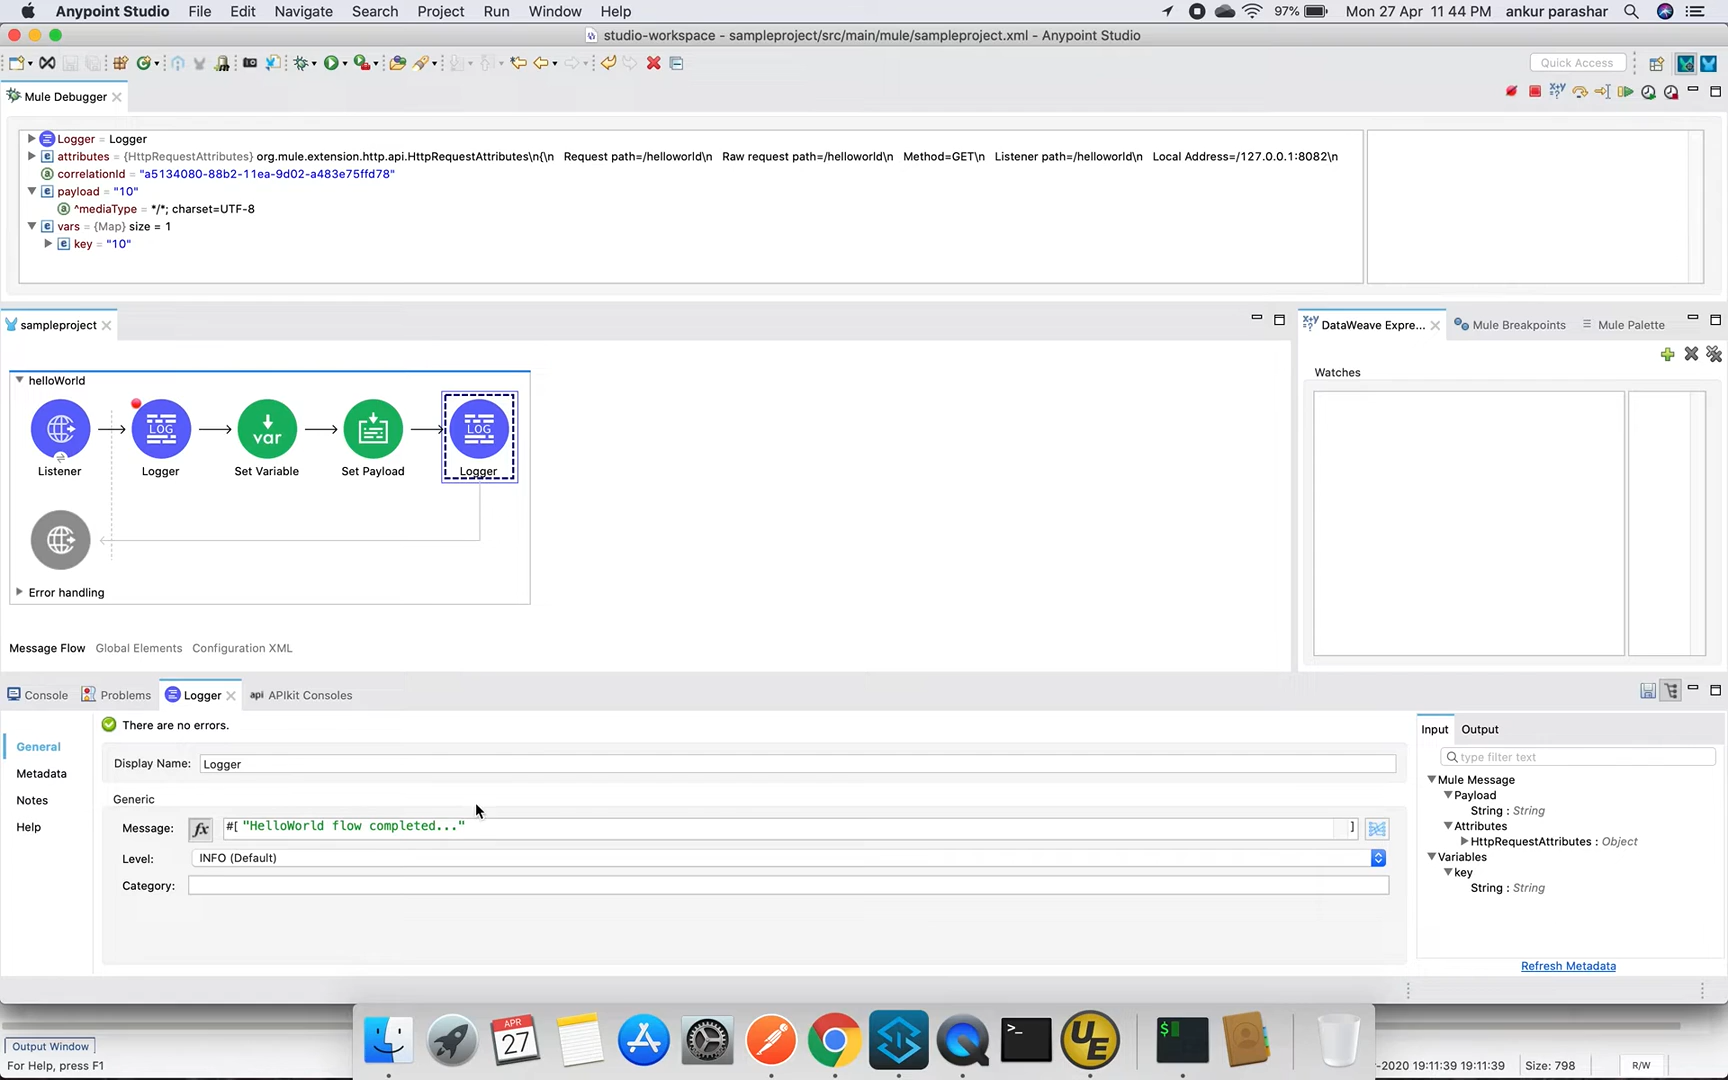 Anypoint Studio File Edit Navigate Search Project Run Window Help 97% Mon 27 Apr 11:44 PM ankur parashar
studio-workspace - sampleproject/src/main/mule/sampleproject.xml - Anypoint Studio
Quick Access
Mule Debugger
Logger = Logger
attributes = {HttpRequestAttributes} org.mule.extension.http.api.HttpRequestAttributes\n{\n Request path=/helloworld\n Raw request path=/helloworld\n Method=GET\n Listener path=/helloworld\n Local Address=/127.0.0.1:8082\n
correlationId = "a5134080-88b2-11ea-9d02-a483e75ffd78"
payload = "10"
^mediaType = */*; charset=UTF-8
vars = {Map} size = 1
key = "10"
sampleproject
DataWeave Expre... Mule Breakpoints Mule Palette
Watches
helloWorld
LOG var LOG
Listener Logger Set Variable Set Payload Logger
Error handling
Message Flow Global Elements Configuration XML
Console Problems Logger api APIkit Consoles
There are no errors.
General
Metadata
Notes
Help
Display Name: Logger
Generic
Message: fx #[ "HelloWorld flow completed..." ]
Level: INFO (Default)
Category:
Input Output
type filter text
Mule Message
Payload
String : String
Attributes
HttpRequestAttributes : Object
Variables
key
String : String
Refresh Metadata
APR
27
>_
UE
$
Output Window
For Help, press F1
-2020 19:11:39 19:11:39 Size: 798 R/W